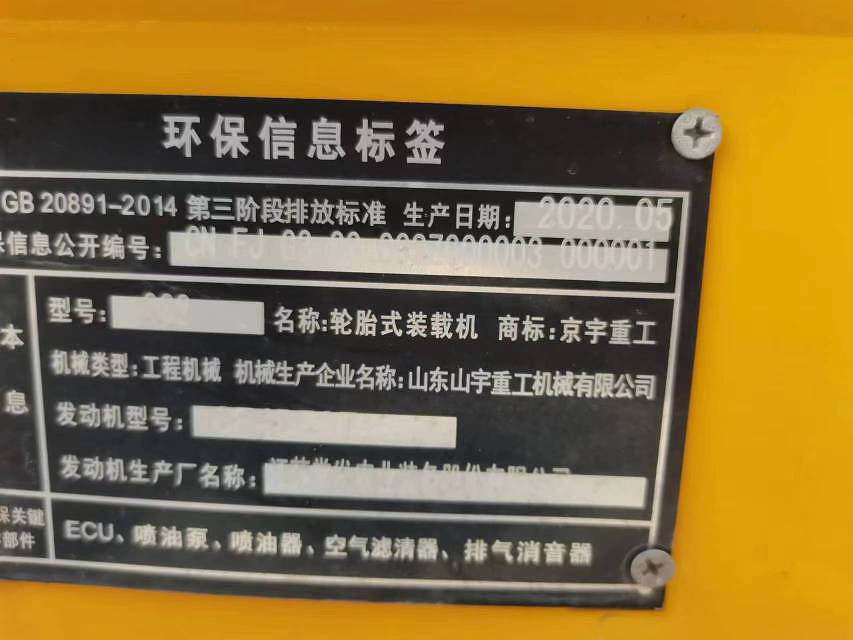 环保信息标签
GB 20891-2014 第三阶段排放标准 生产日期: 2020.05
信息公开编号: CN FJ 000003 000001
型号: 名称:轮胎式装载机 商标:京宇重工
本
机械类型:工程机械 机械生产企业名称:山东山宇重工机械有限公司
息
发动机型号:
发动机生产厂名称:
保关键
部件
ECU、喷油泵、喷油器、空气滤清器、排气消音器